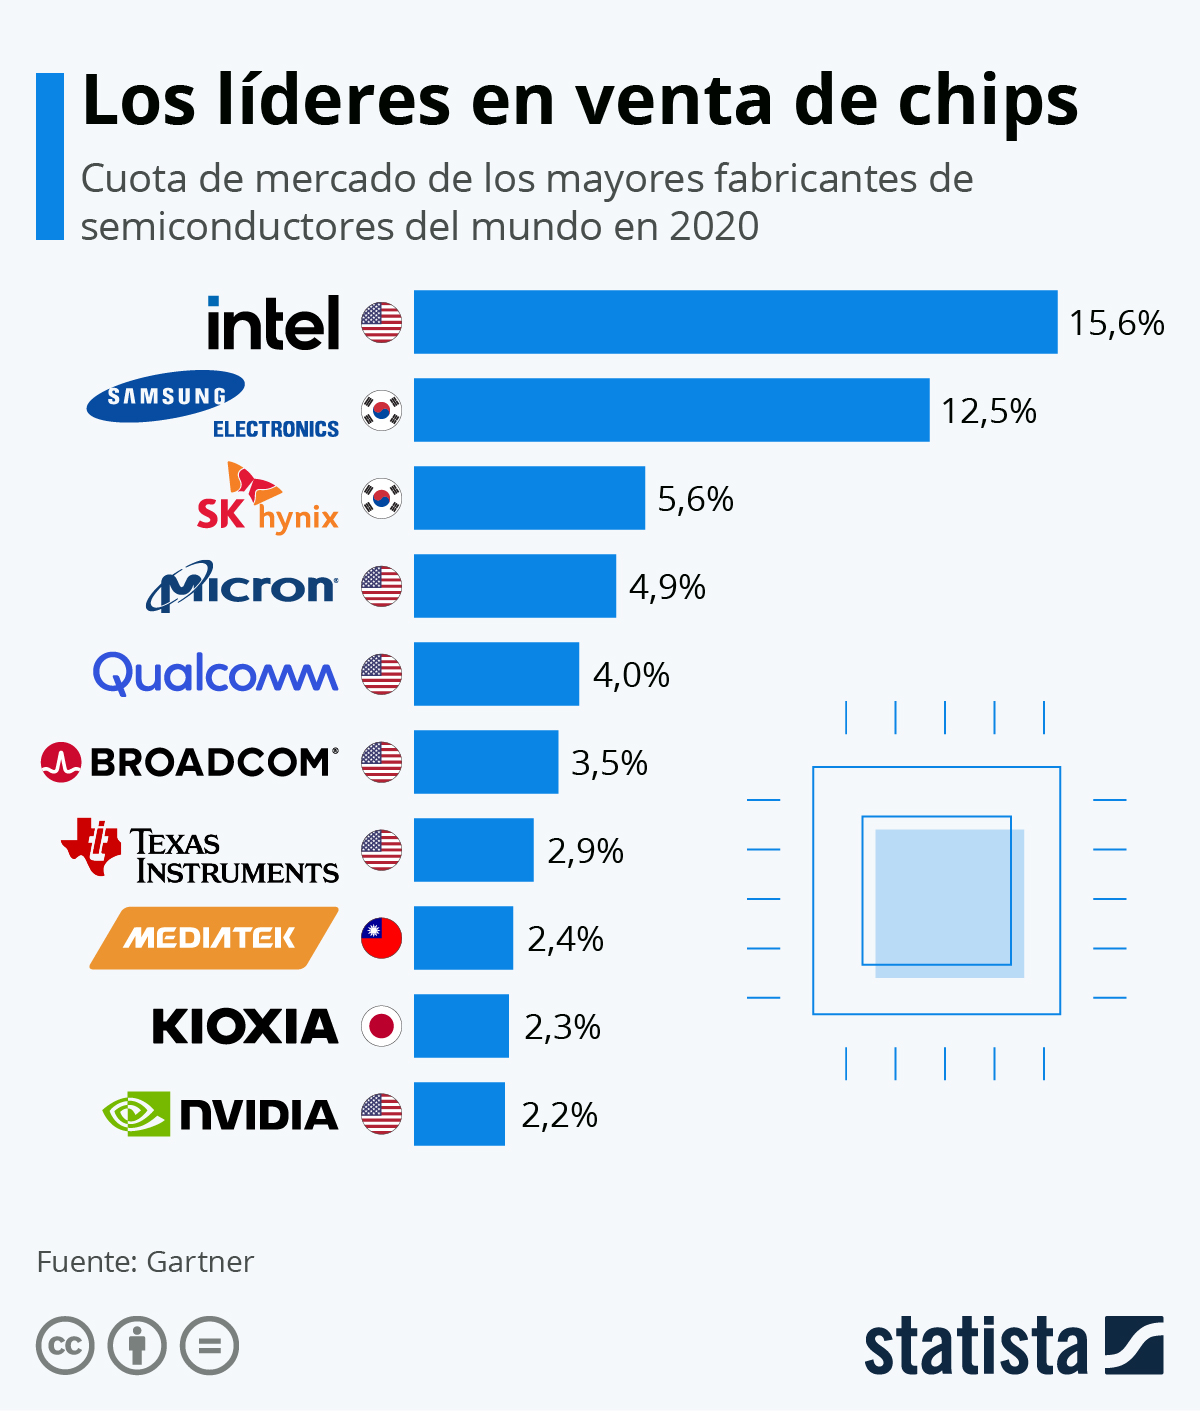 Los líderes en venta de chips
Cuota de mercado de los mayores fabricantes de
semiconductores del mundo en 2020
intel 15,6%
SAMSUNG
ELECTRONICS 12,5%
SK hynix 5,6%
Micron® 4,9%
Qualcomm 4,0%
BROADCOM® 3,5%
TEXAS
INSTRUMENTS 2,9%
MEDIATEK 2,4%
KIOXIA 2,3%
NVIDIA 2,2%
Fuente: Gartner
cc
statista